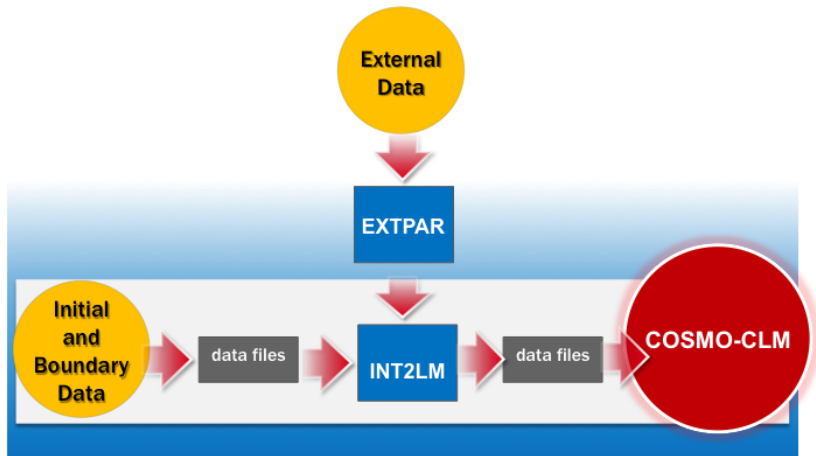 External
Data
EXTPAR
Initial
and
Boundary
Data
data files
INT2LM
data files
COSMO-CLM